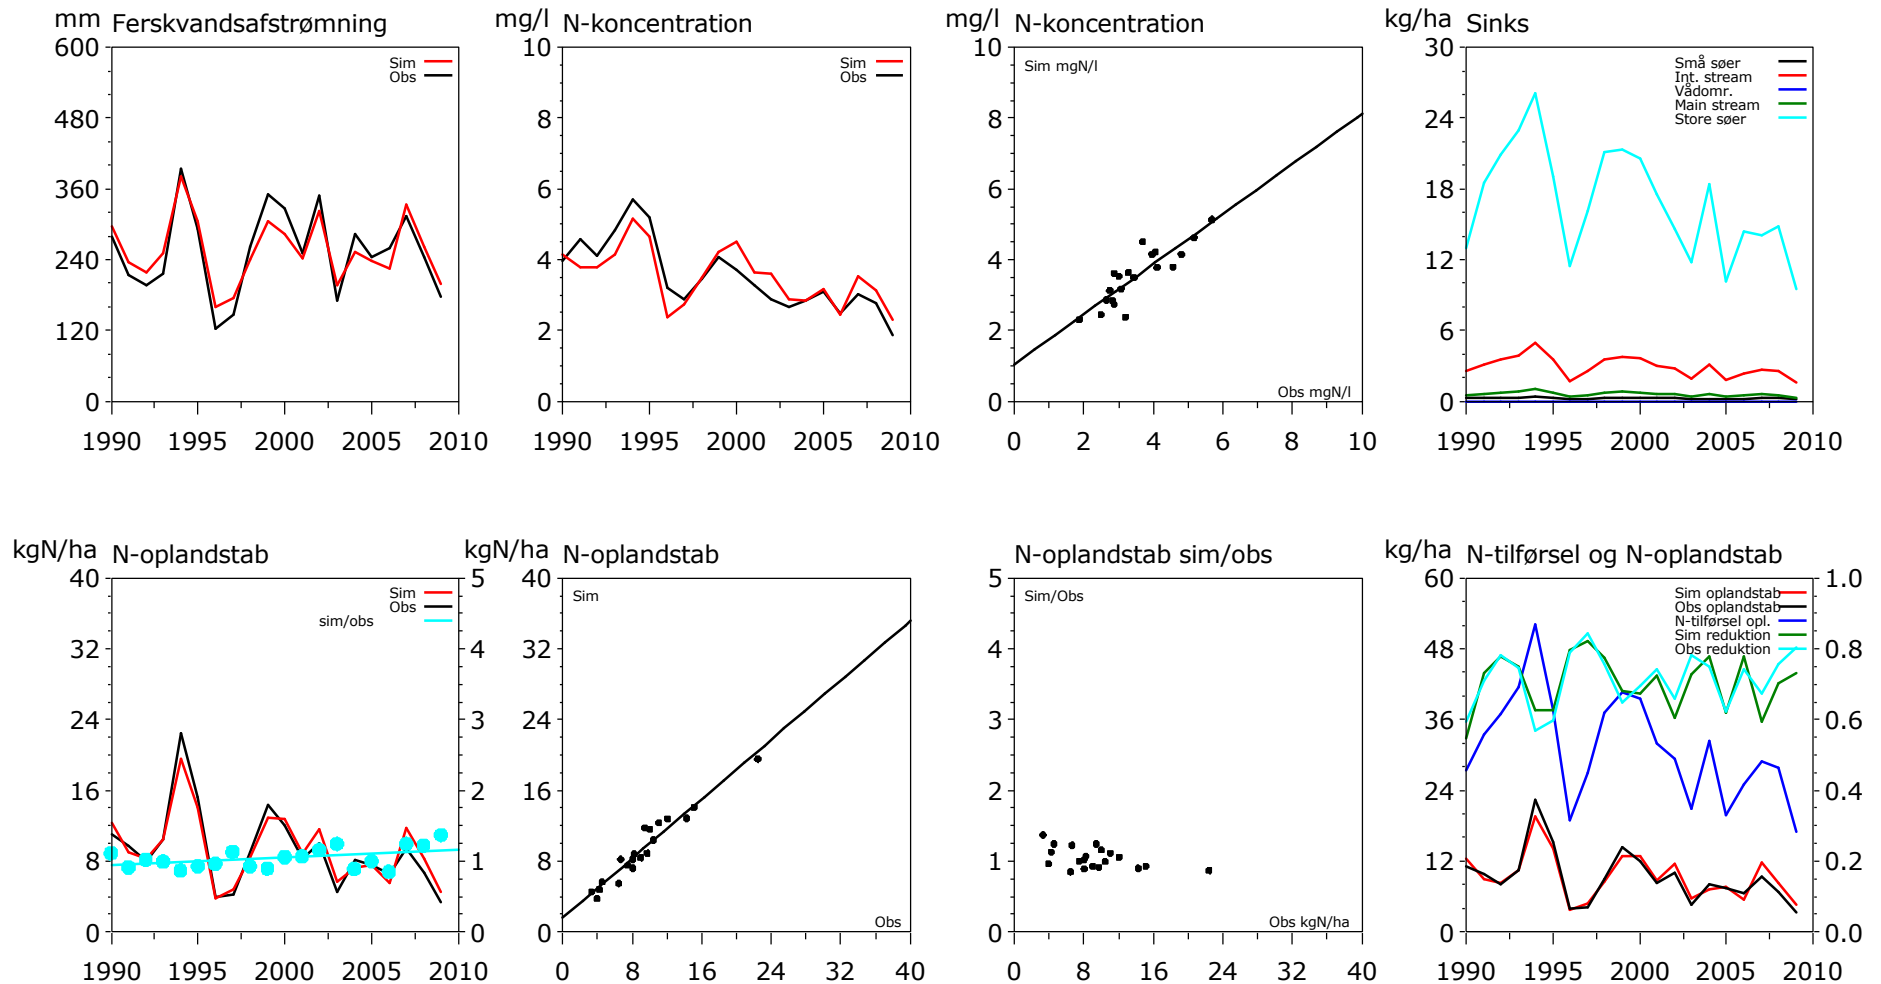 mm Ferskvandsafstrømning
600
480
360
240
120
0
Sim
Obs
1990 1995 2000 2005 2010
mg/l N-koncentration
10
8
6
4
2
0
Sim
Obs
1990 1995 2000 2005 2010
mg/l N-koncentration
10
8
6
4
2
0
Sim mgN/l
Obs mgN/l
0 2 4 6 8 10
kg/ha Sinks
30
24
18
12
6
0
Små søer
Int. stream
Vådomr.
Main stream
Store søer
1990 1995 2000 2005 2010
kgN/ha N-oplandstab
40
32
24
16
8
0
Sim
Obs
sim/obs
5
4
3
2
1
0
1990 1995 2000 2005 2010
kgN/ha N-oplandstab
40
32
24
16
8
0
Sim
Obs
0 8 16 24 32 40
N-oplandstab sim/obs
5
4
3
2
1
0
Sim/Obs
Obs kgN/ha
0 8 16 24 32 40
kg/ha N-tilførsel og N-oplandstab
60
48
36
24
12
0
Sim oplandstab
Obs oplandstab
N-tilførsel opl.
Sim reduktion
Obs reduktion
1.0
0.8
0.6
0.4
0.2
0.0
1990 1995 2000 2005 2010